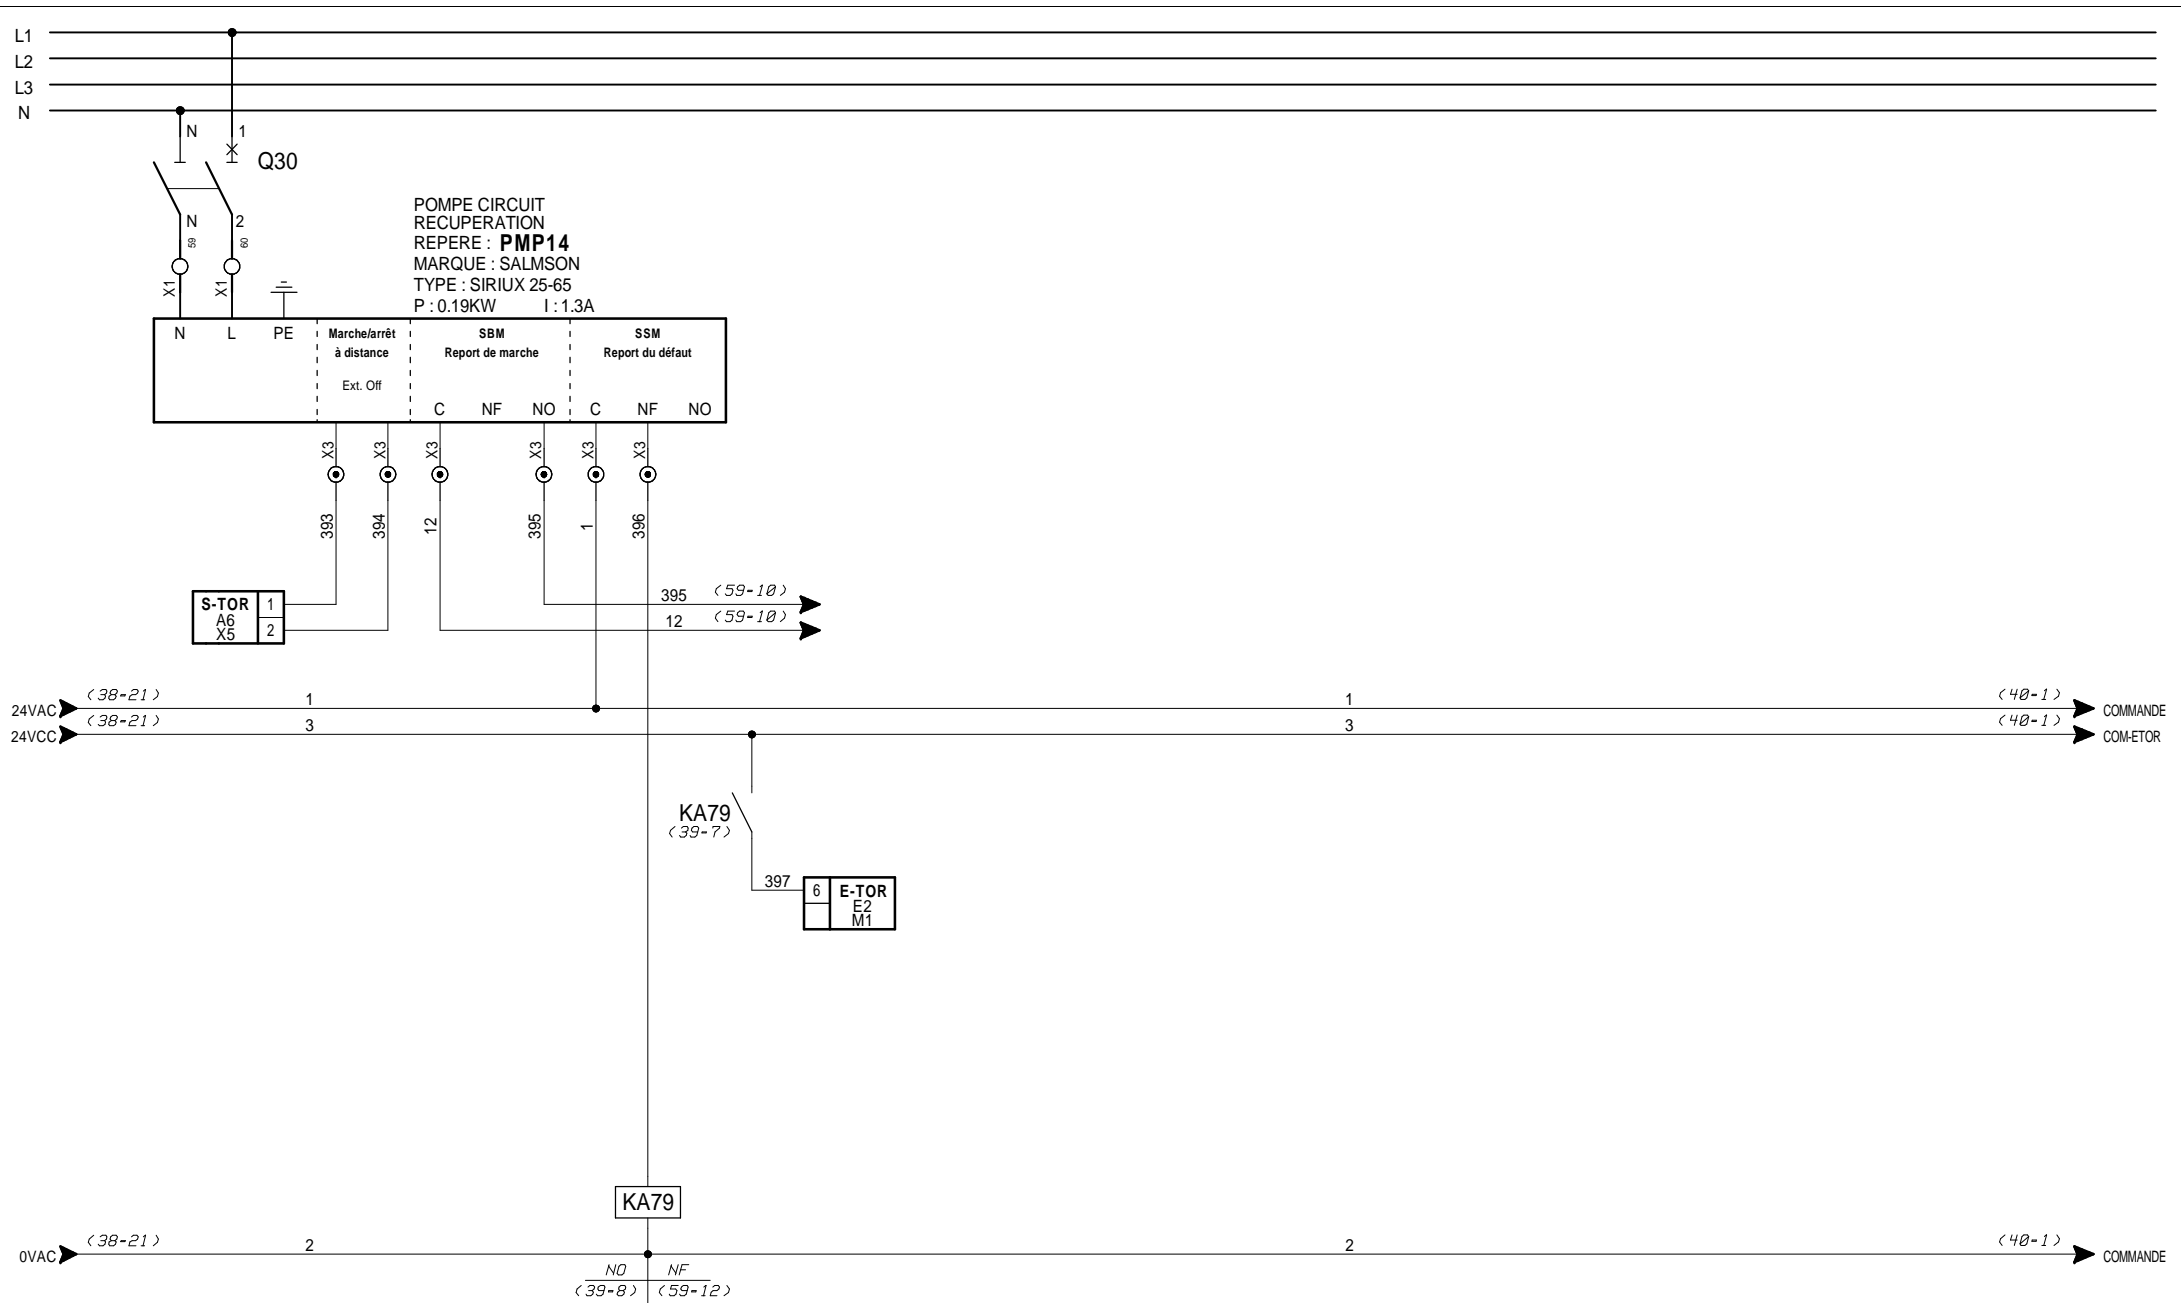 L1
L2
L3
N
N 1
Q30
N 2
59 60
X1 X1
POMPE CIRCUIT
RECUPERATION
REPERE : PMP14
MARQUE : SALMSON
TYPE : SIRIUX 25-65
P : 0.19KW I : 1.3A
N L PE
Marche/arrêt
à distance
Ext. Off
SBM
Report de marche
C NF NO
SSM
Report du défaut
C NF NO
X3 X3 X3 X3 X3 X3
393 394 12 395 1 396
S-TOR 1
A6
X5 2
395 (59-10)
12 (59-10)
24VAC (38-21) 1 1 (40-1) COMMANDE
24VCC (38-21) 3 3 (40-1) COM-ETOR
KA79
(39-7)
397 6 E-TOR
E2
M1
KA79
0VAC (38-21) 2 2 (40-1) COMMANDE
NO NF
(39-8) (59-12)